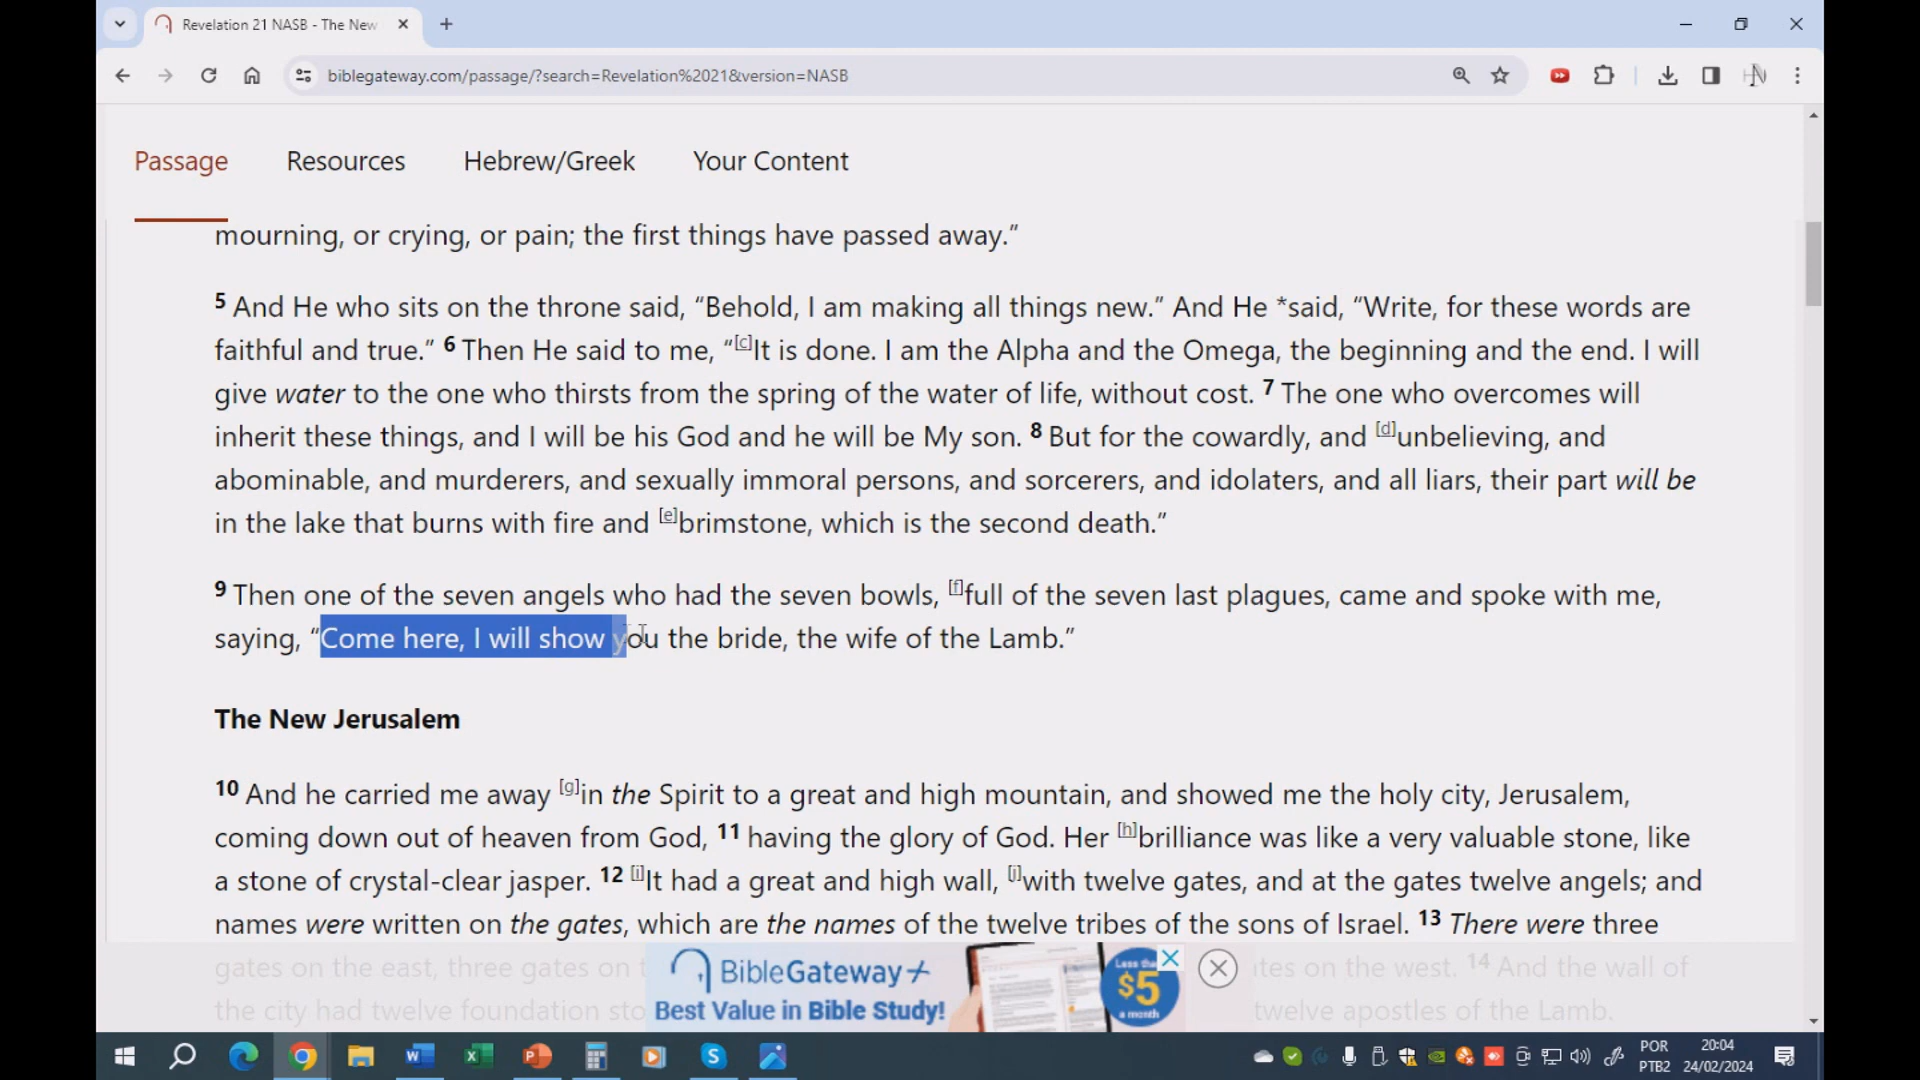 Revelation 21 NASB - The New
biblegateway.com/passage/?search=Revelation%2021&version=NASB
Passage Resources Hebrew/Greek Your Content
mourning, or crying, or pain; the first things have passed away.”
5 And He who sits on the throne said, “Behold, I am making all things new.” And He *said, “Write, for these words are
faithful and true.” 6 Then He said to me, “[c]It is done. I am the Alpha and the Omega, the beginning and the end. I will
give water to the one who thirsts from the spring of the water of life, without cost. 7 The one who overcomes will
inherit these things, and I will be his God and he will be My son. 8 But for the cowardly, and [d]unbelieving, and
abominable, and murderers, and sexually immoral persons, and sorcerers, and idolaters, and all liars, their part will be
in the lake that burns with fire and [e]brimstone, which is the second death.”
9 Then one of the seven angels who had the seven bowls, [f]full of the seven last plagues, came and spoke with me,
saying, “Come here, I will show you the bride, the wife of the Lamb.”
The New Jerusalem
10 And he carried me away [g]in the Spirit to a great and high mountain, and showed me the holy city, Jerusalem,
coming down out of heaven from God, 11 having the glory of God. Her [h]brilliance was like a very valuable stone, like
a stone of crystal-clear jasper. 12 [i]It had a great and high wall, [j]with twelve gates, and at the gates twelve angels; and
names were written on the gates, which are the names of the twelve tribes of the sons of Israel. 13 There were three
gates on the east, three gates on t
tes on the west. 14 And the wall of
the city had twelve foundation sto
twelve apostles of the Lamb.
BibleGateway+
Best Value in Bible Study!
Less tha
$5
a month
POR
PTB2
20:04
24/02/2024